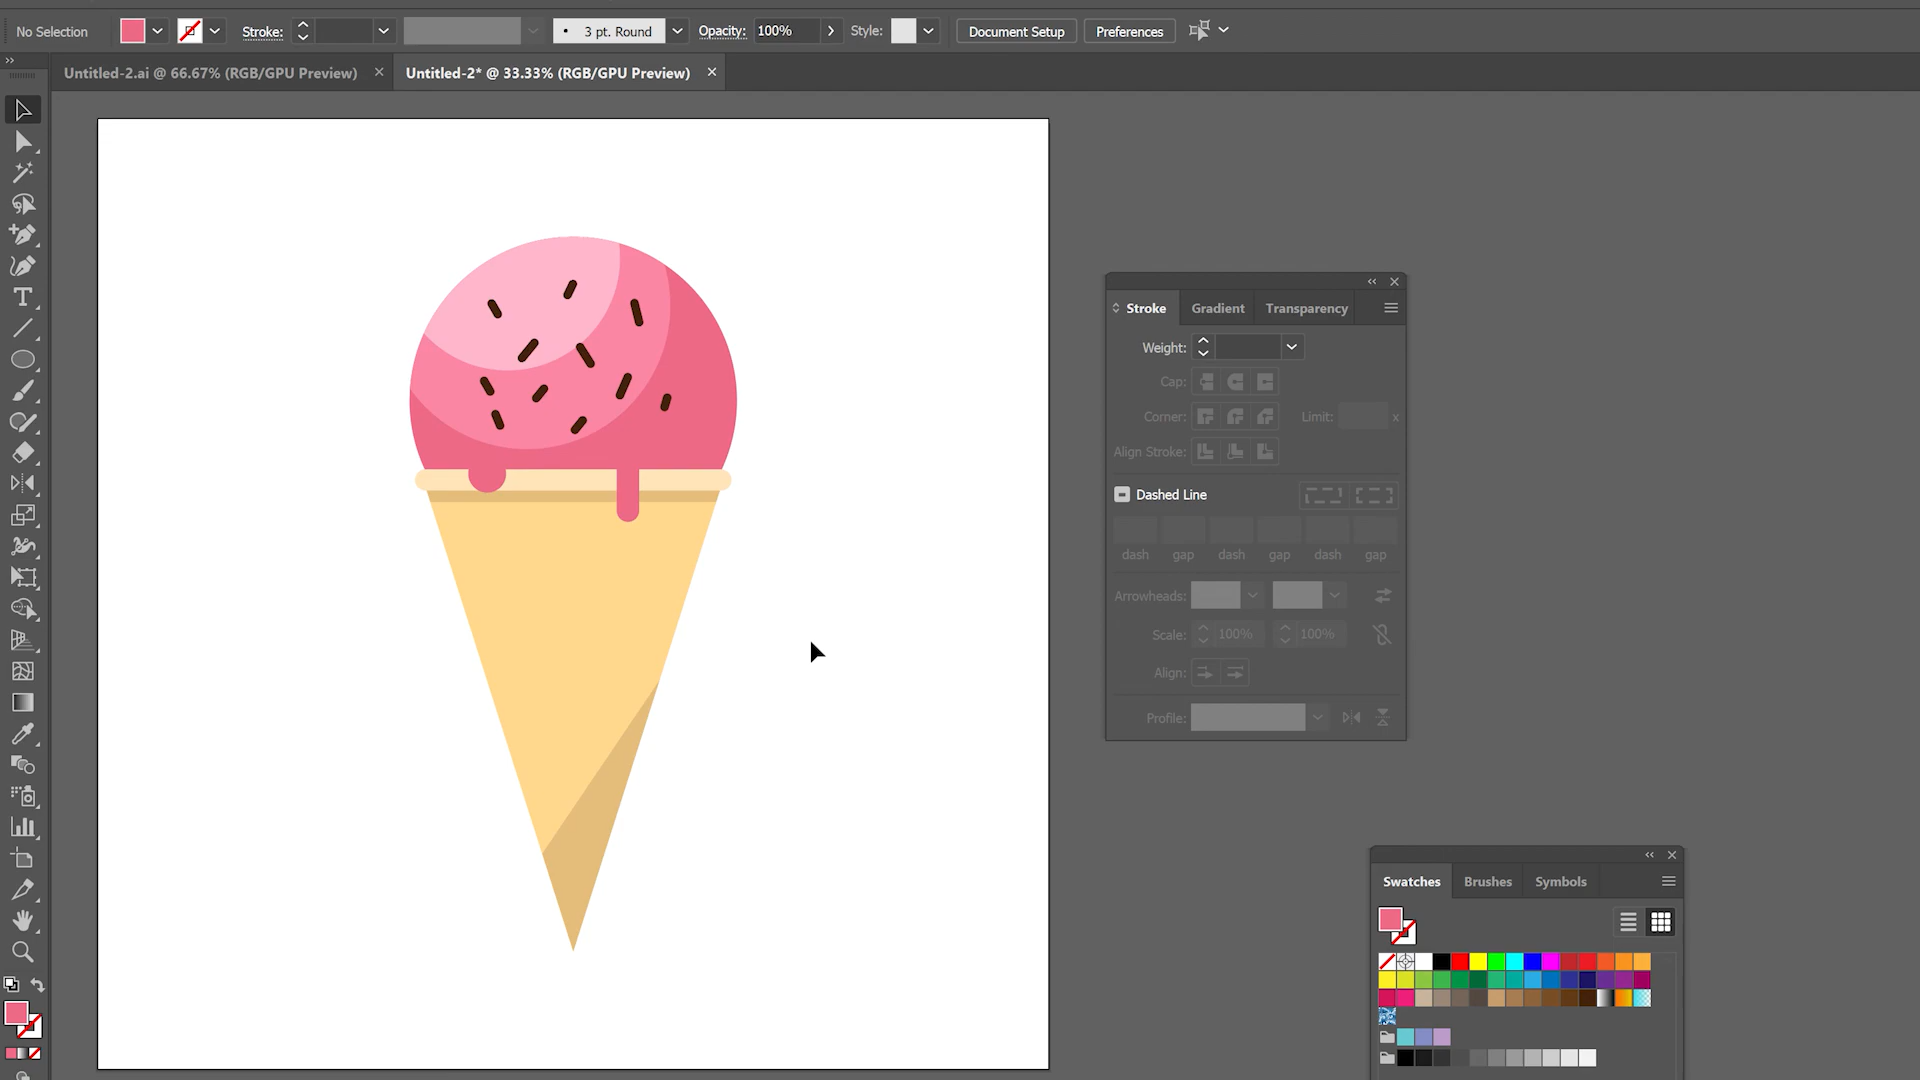 No Selection Stroke: 3 pt. Round Opacity: 100% Style: Document Setup Preferences
Untitled-2.ai @ 66.67% (RGB/GPU Preview) Untitled-2* @ 33.33% (RGB/GPU Preview)
Stroke Gradient Transparency
Weight:
Cap:
Corner: Limit: x
Align Stroke:
Dashed Line
dash gap dash gap dash gap
Arrowheads:
Scale: 100% 100%
Align:
Profile:
Swatches Brushes Symbols